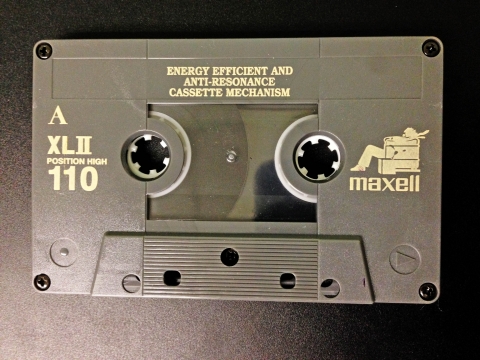 ENERGY EFFICIENT AND
ANTI-RESONANCE
CASSETTE MECHANISM
A
XLII
POSITION HIGH
110
maxell